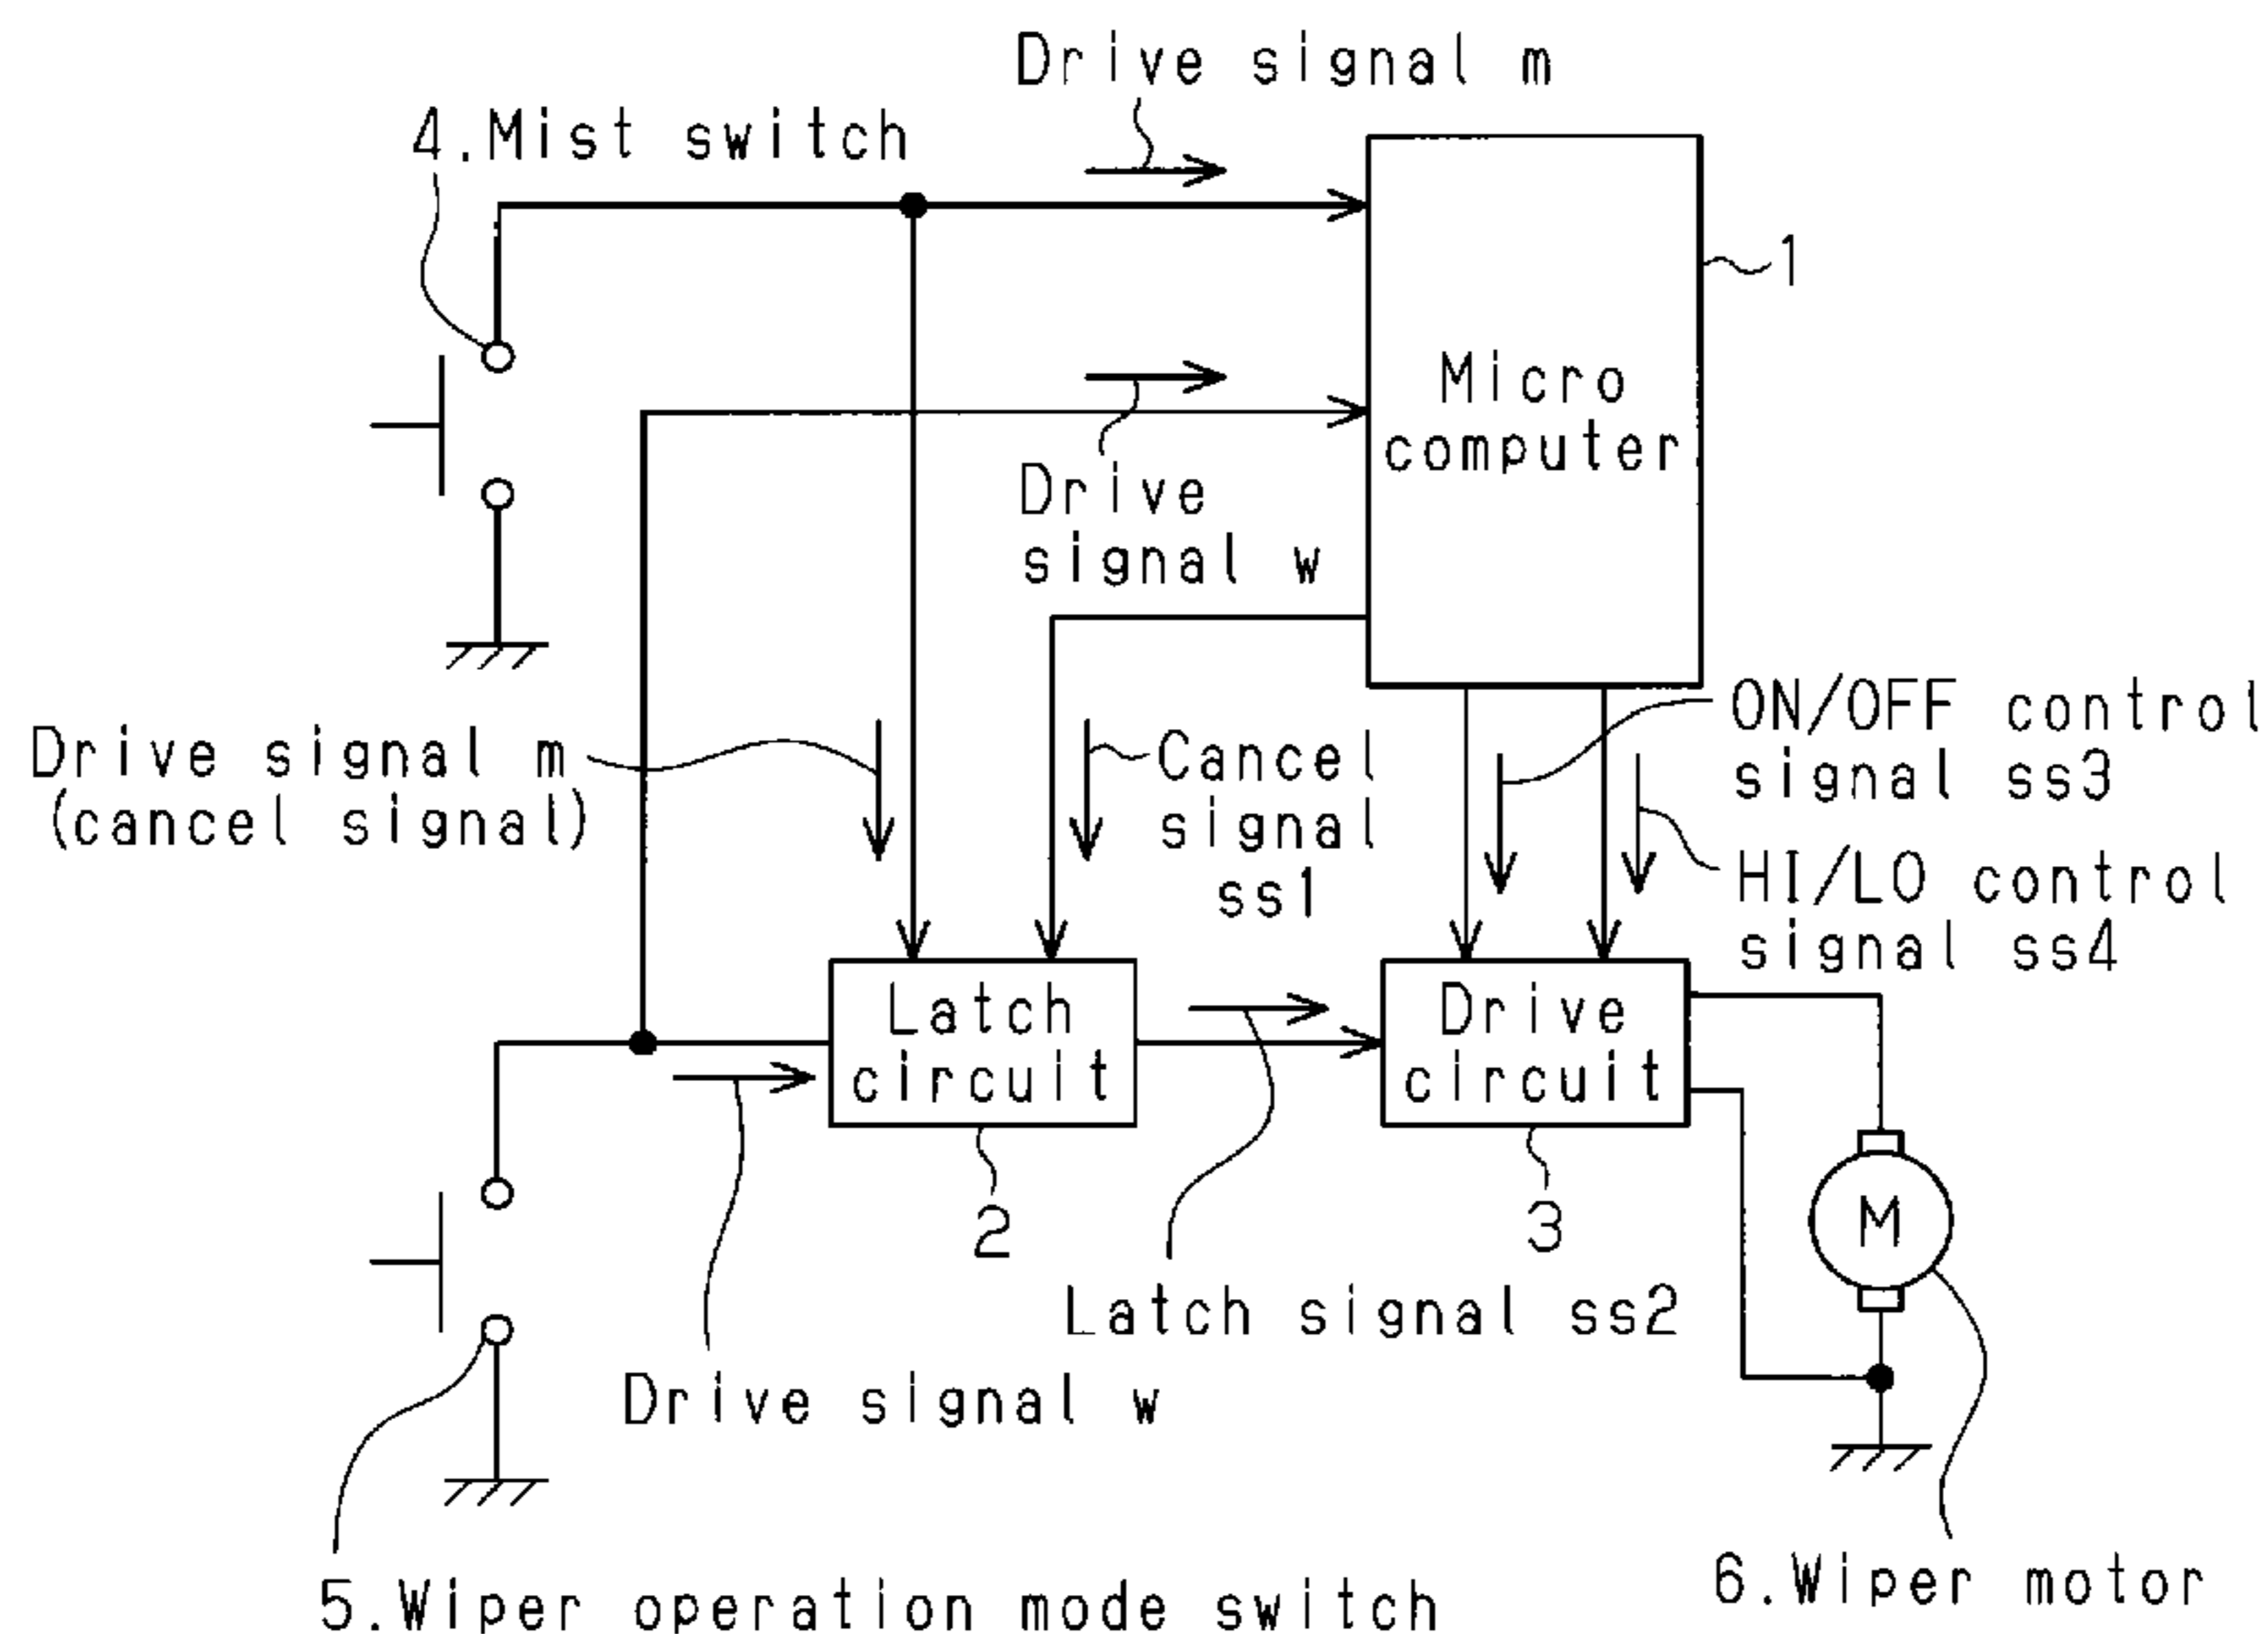 Drive signal m
4.Mist switch
1
Micro
computer
Drive
signal w
Drive signal m
(cancel signal)
Cancel
signal
ss1
ON/OFF control
signal ss3
HI/LO control
signal ss4
Latch
circuit
Drive
circuit
2
3
M
Latch signal ss2
Drive signal w
5.Wiper operation mode switch
6.Wiper motor